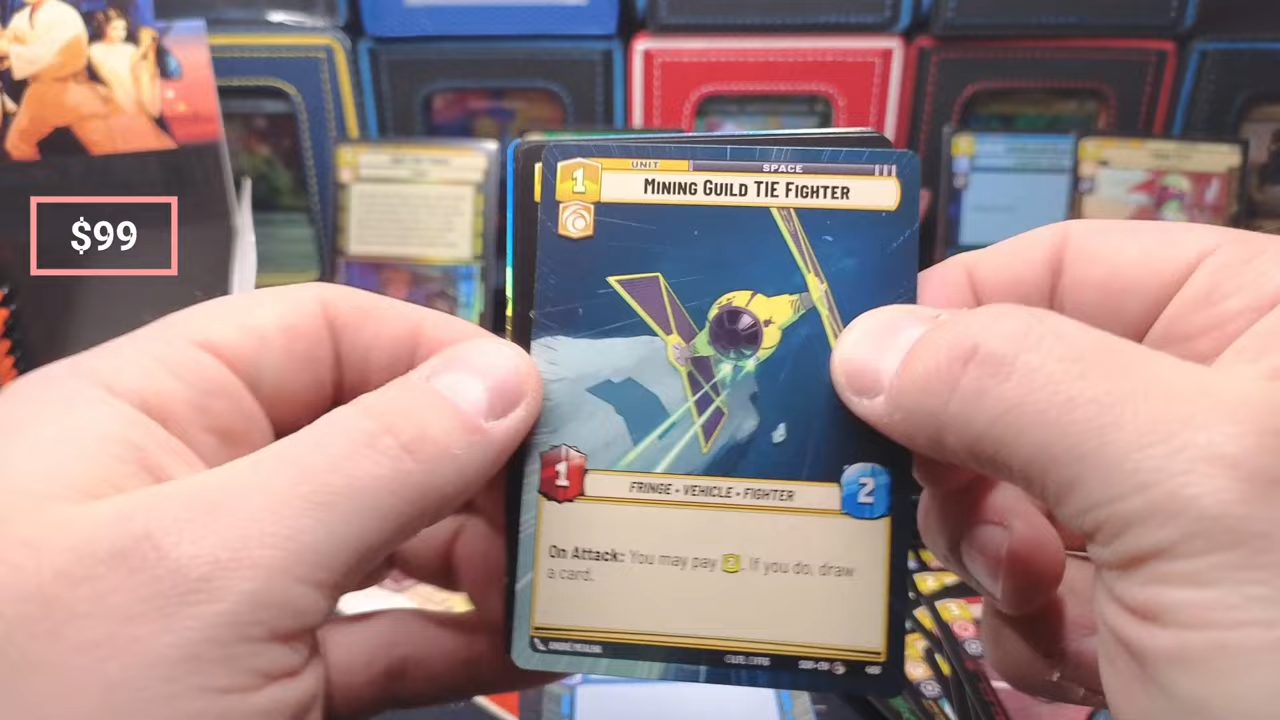 $99
UNIT
SPACE
1
MINING GUILD TIE FIGHTER
1
FRINGE • VEHICLE • FIGHTER
2
On Attack: You may pay 2. If you do, draw
a card.